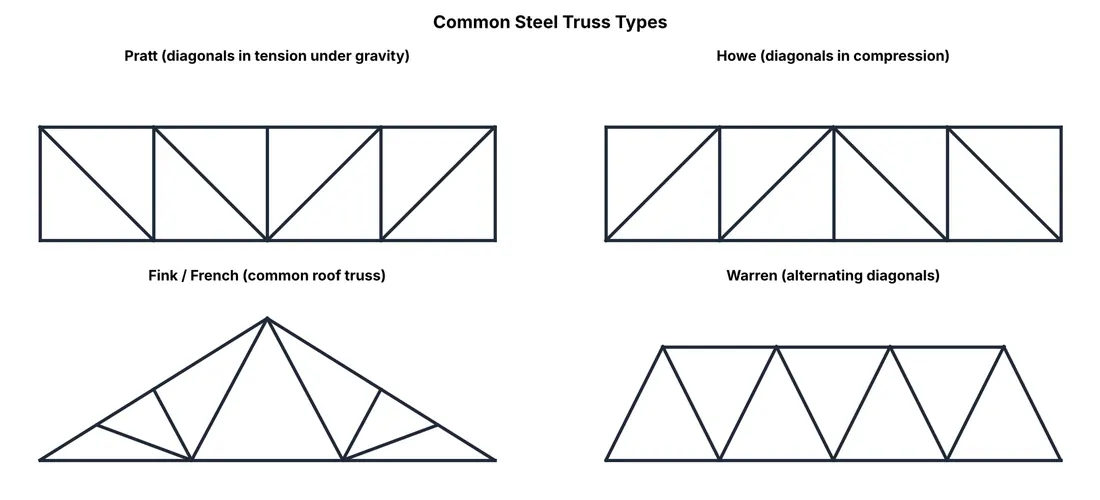 Common Steel Truss Types
Pratt (diagonals in tension under gravity)
Howe (diagonals in compression)
Fink / French (common roof truss)
Warren (alternating diagonals)